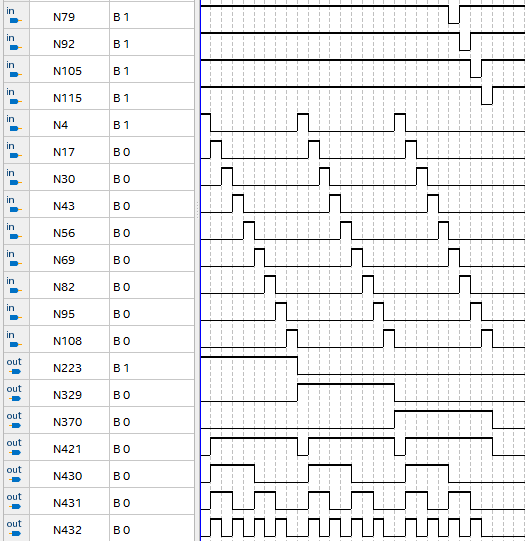 in N79 B 1
in N92 B 1
in N105 B 1
in N115 B 1
in N4 B 1
in N17 B 0
in N30 B 0
in N43 B 0
in N56 B 0
in N69 B 0
in N82 B 0
in N95 B 0
in N108 B 0
out N223 B 1
out N329 B 0
out N370 B 0
out N421 B 0
out N430 B 0
out N431 B 0
out N432 B 0